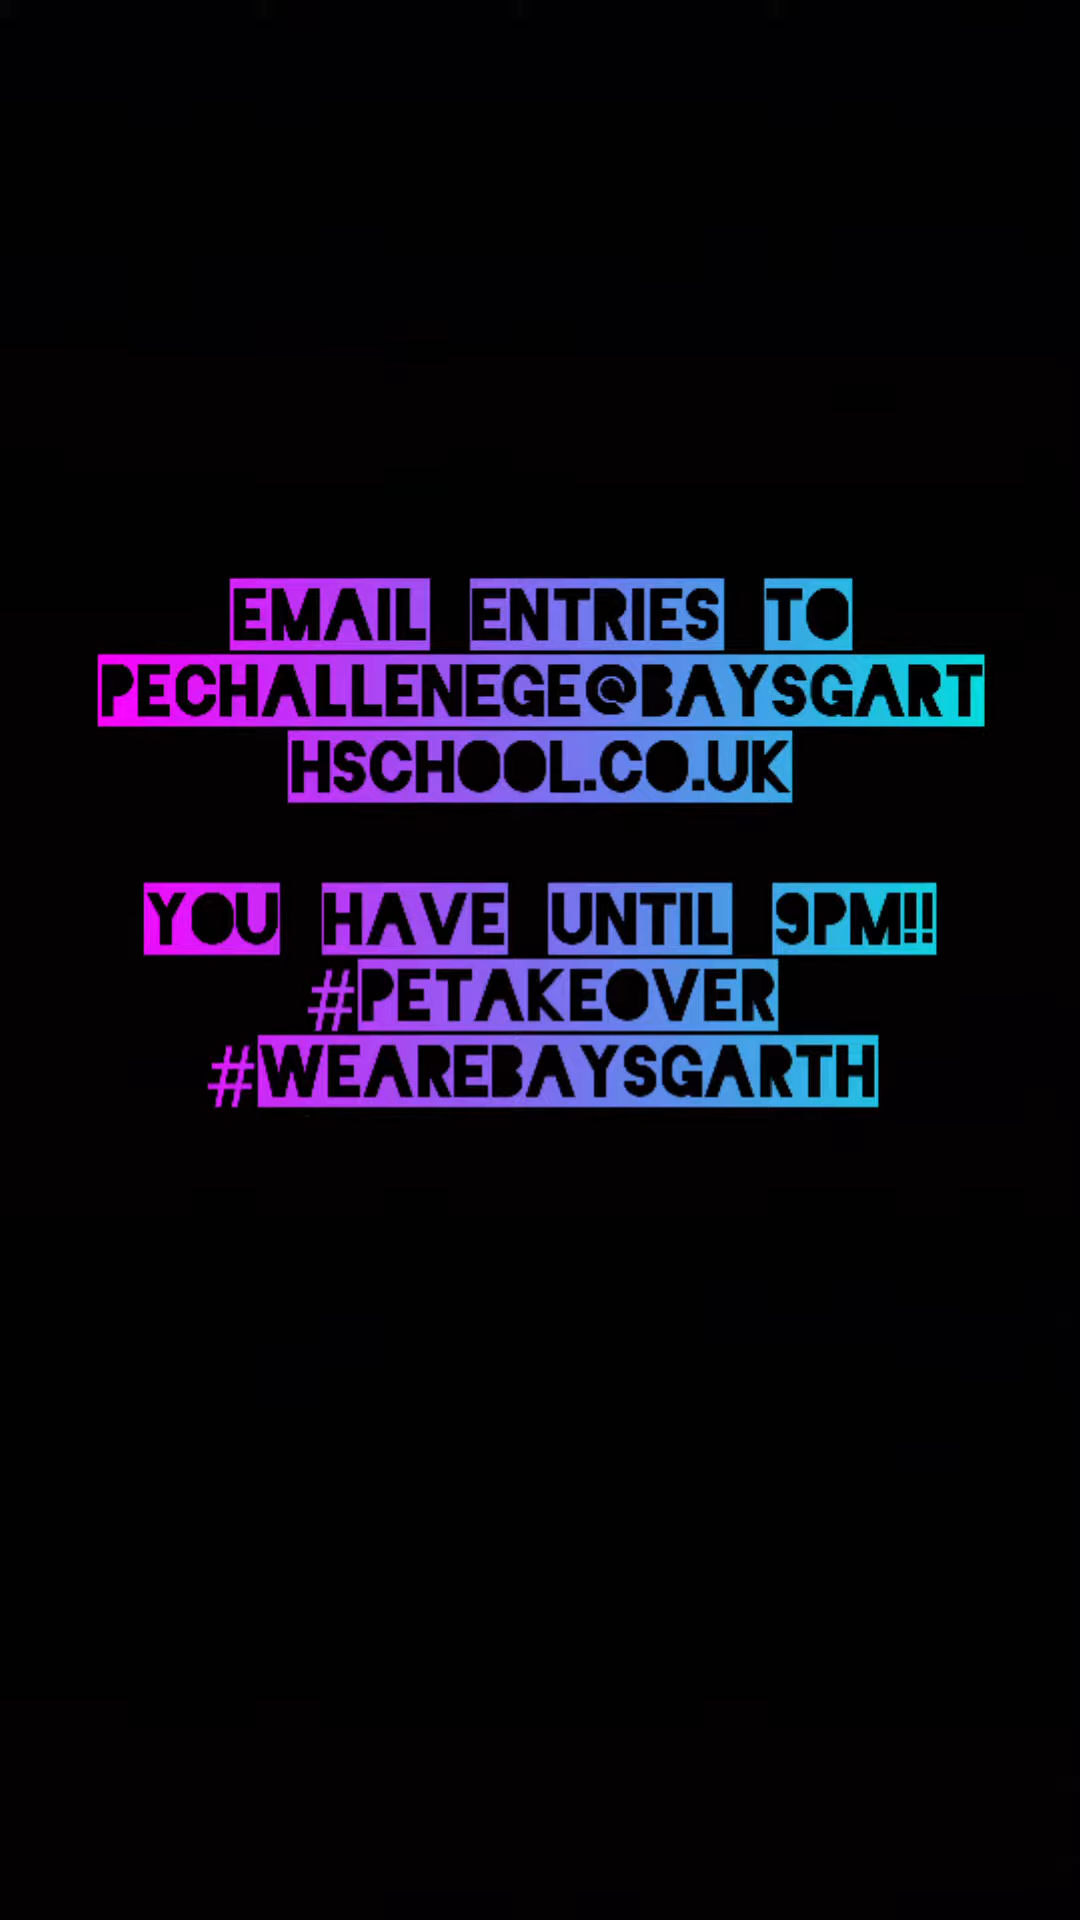 EMAIL ENTRIES TO
PECHALLENEGE@BAYSGART
HSCHOOL.CO.UK
YOU HAVE UNTIL 9PM!!
#PETAKEOVER
#WEAREBAYSGARTH